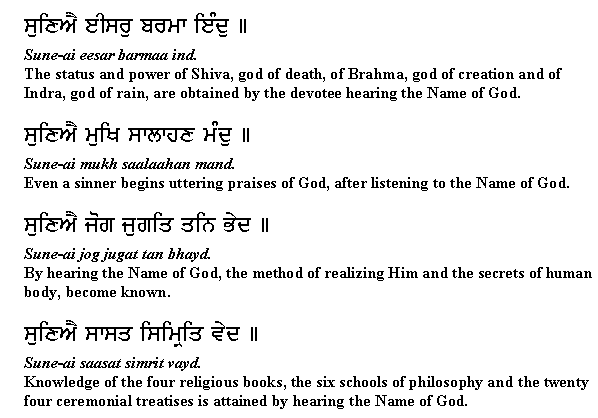 ਸੁਣਿਐ ਈਸਰੁ ਬਰਮਾ ਇੰਦੁ ॥
Sune-ai eesar barmaa ind.
The status and power of Shiva, god of death, of Brahma, god of creation and of
Indra, god of rain, are obtained by the devotee hearing the Name of God.
ਸੁਣਿਐ ਮੁਖਿ ਸਾਲਾਹਣ ਮੰਦੁ ॥
Sune-ai mukh saalaahan mand.
Even a sinner begins uttering praises of God, after listening to the Name of God.
ਸੁਣਿਐ ਜੋਗ ਜੁਗਤਿ ਤਨਿ ਭੇਦ ॥
Sune-ai jog jugat tan bhayd.
By hearing the Name of God, the method of realizing Him and the secrets of human
body, become known.
ਸੁਣਿਐ ਸਾਸਤ ਸਿਮ੍ਰਿਤਿ ਵੇਦ ॥
Sune-ai saasat simrit vayd.
Knowledge of the four religious books, the six schools of philosophy and the twenty
four ceremonial treatises is attained by hearing the Name of God.